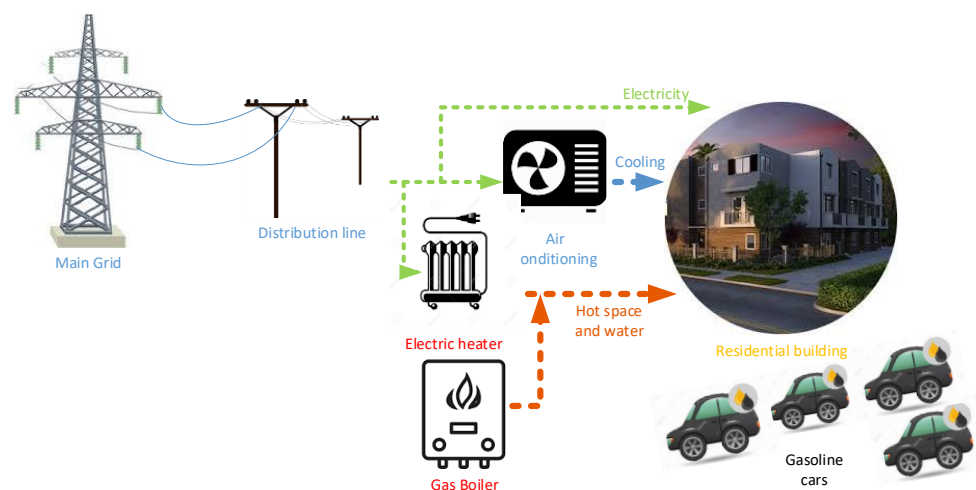 Electricity
Cooling
Distribution line
Air
onditioning
Main Grid
Hot space
and water
Electric heater
Residential building
Gasoline
cars
Gas Boiler